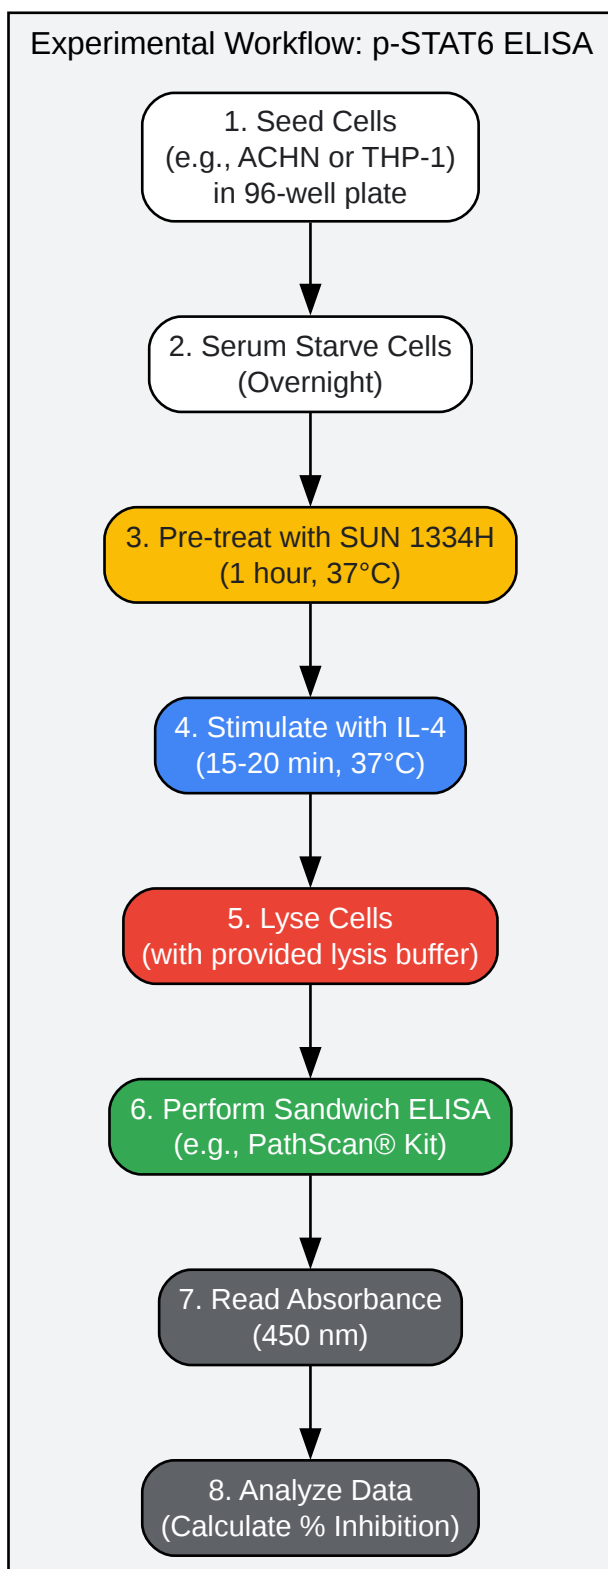 Experimental Workflow: p-STAT6 ELISA
1. Seed Cells
(e.g., ACHN or THP-1)
in 96-well plate
2. Serum Starve Cells
(Overnight)
3. Pre-treat with SUN 1334H
(1 hour, 37°C)
4. Stimulate with IL-4
(15-20 min, 37°C)
5. Lyse Cells
(with provided lysis buffer)
6. Perform Sandwich ELISA
(e.g., PathScan® Kit)
7. Read Absorbance
(450 nm)
8. Analyze Data
(Calculate % Inhibition)